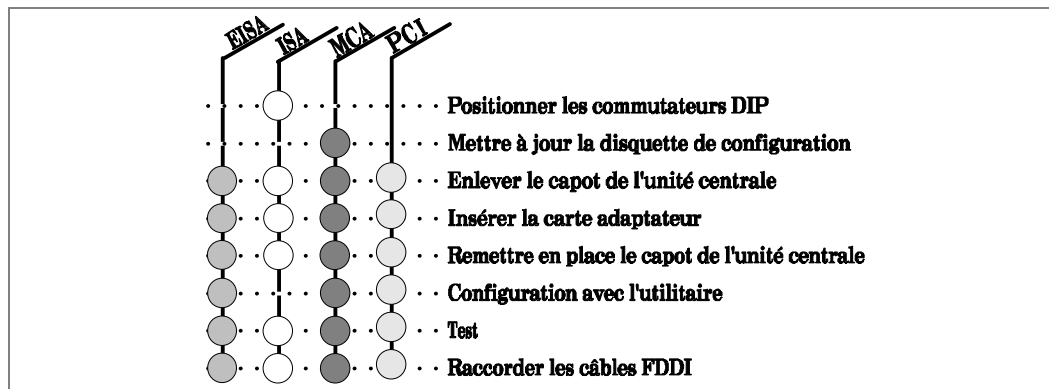 EISA
ISA
MCA
PCI
Positionner les commutateurs DIP
Mettre à jour la disquette de configuration
Enlever le capot de l'unité centrale
Insérer la carte adaptateur
Remettre en place le capot de l'unité centrale
Configuration avec l'utilitaire
Test
Raccorder les câbles FDDI